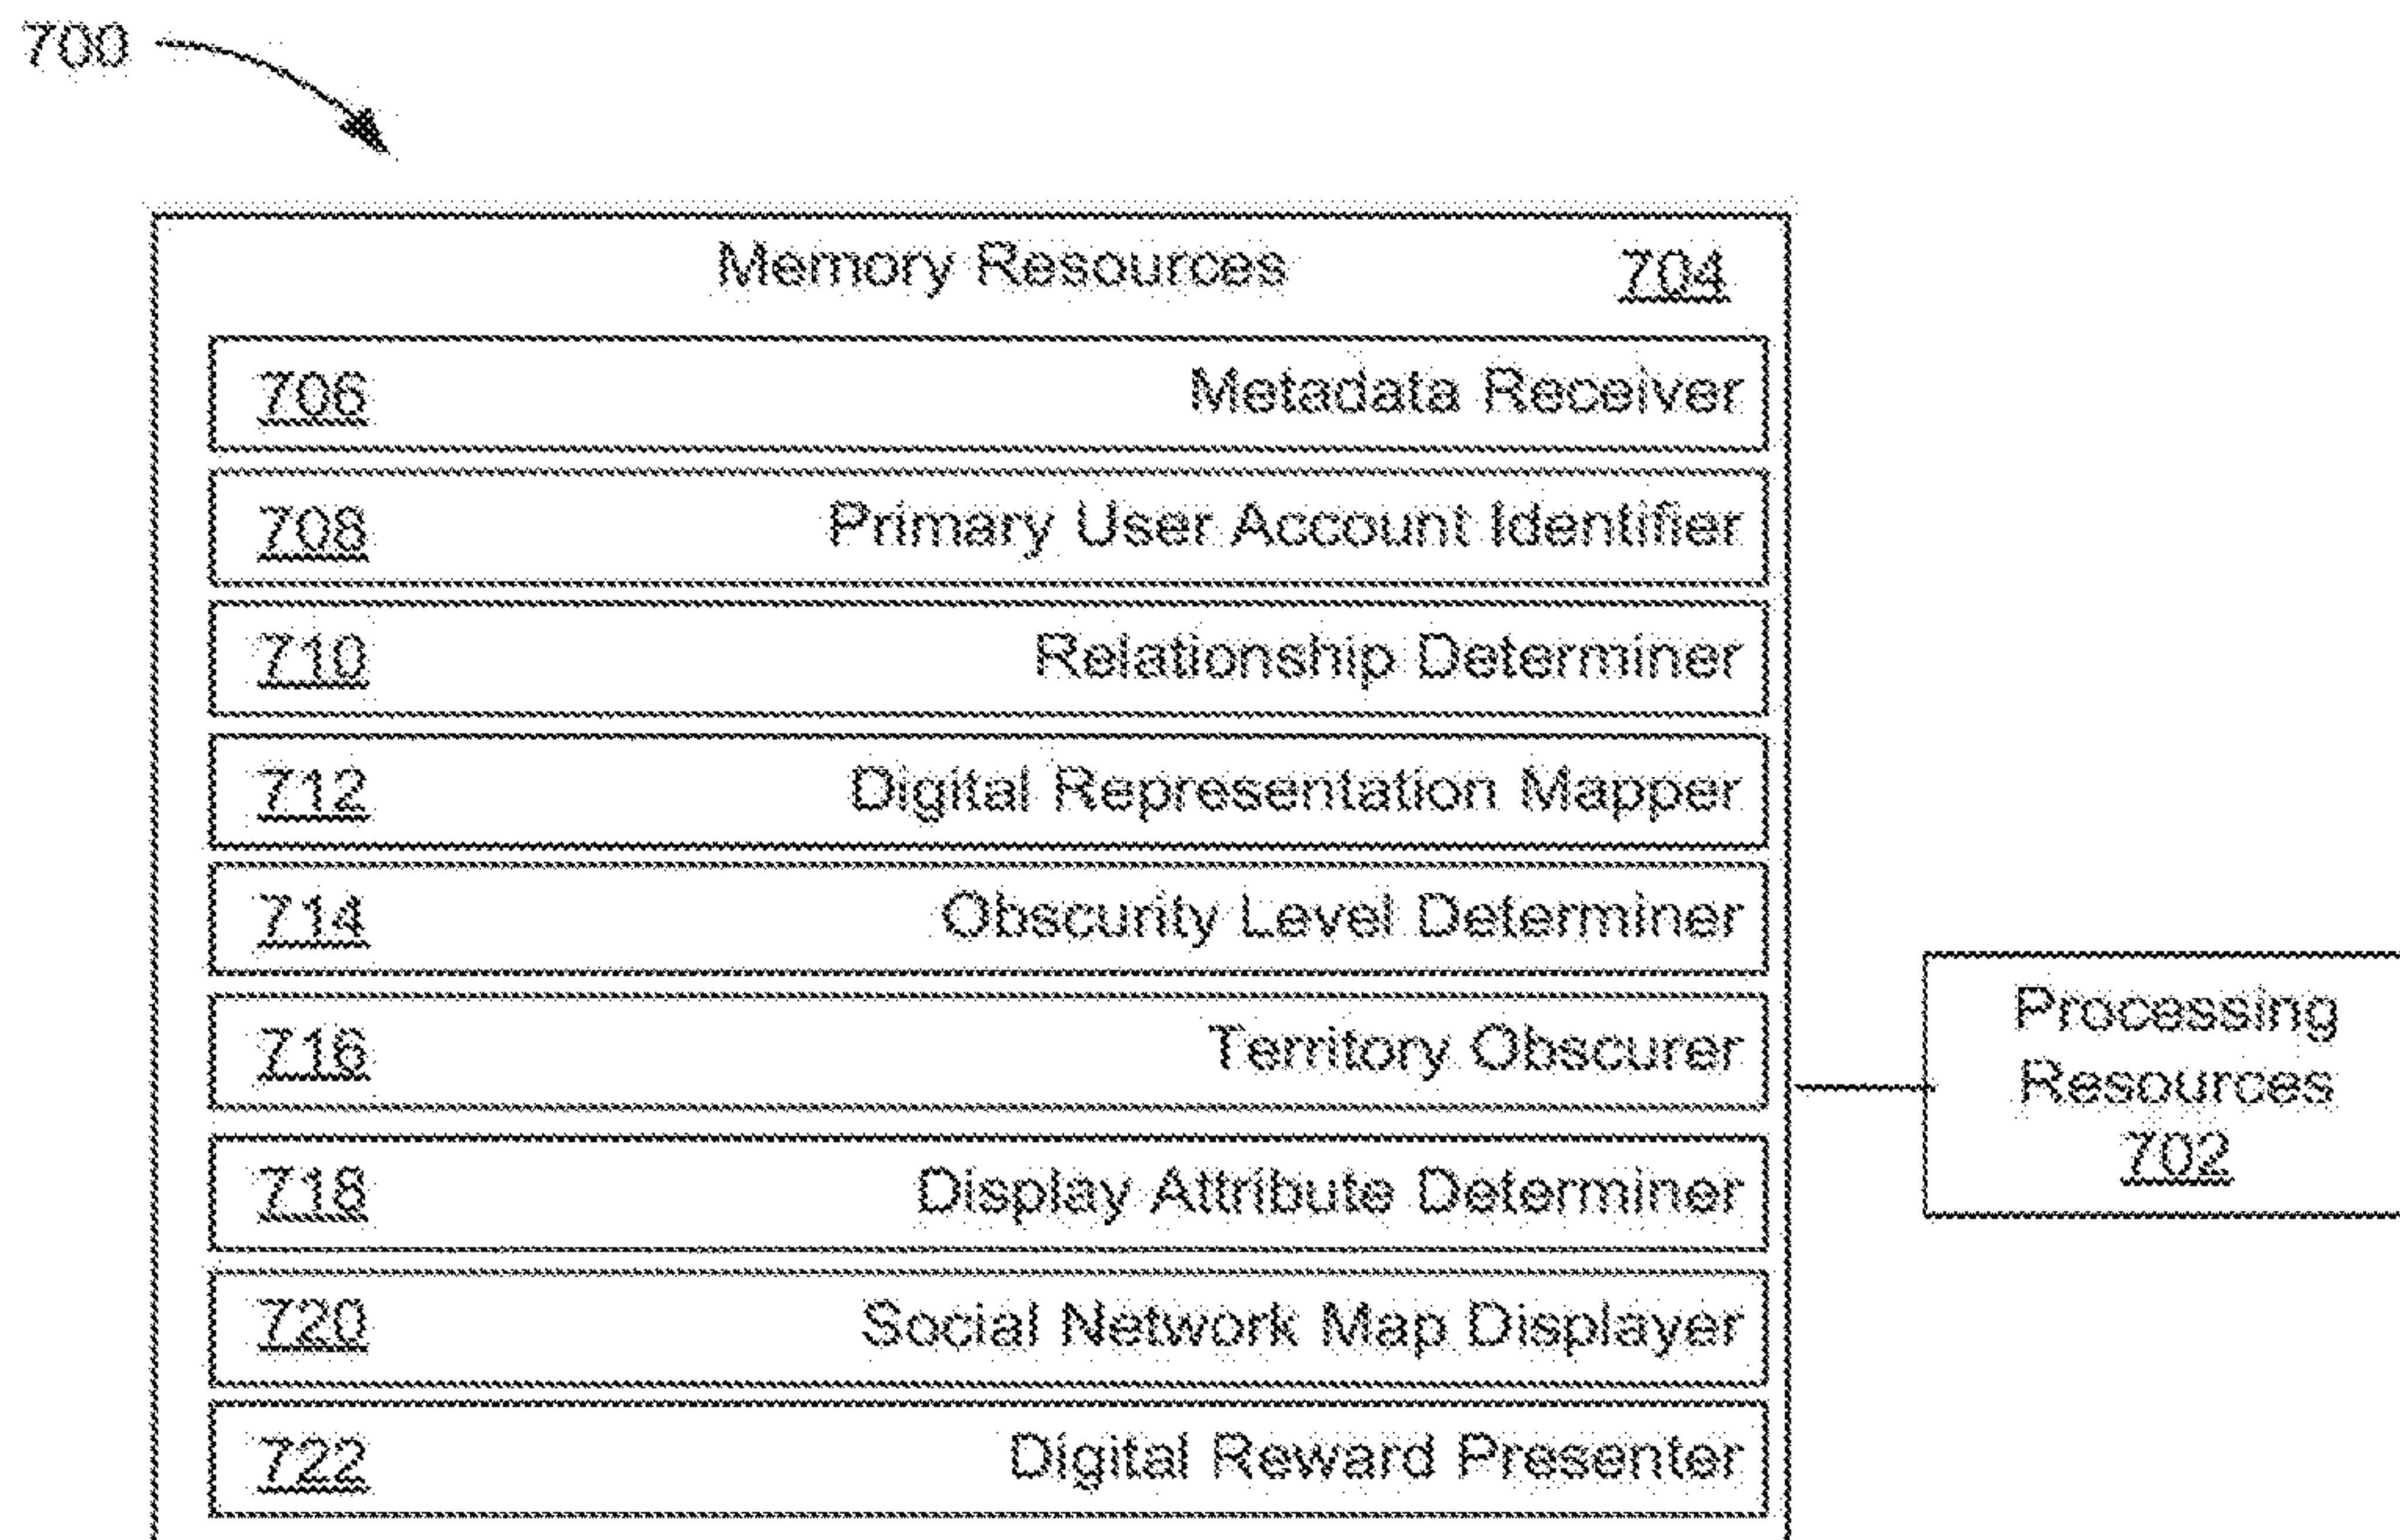 700
Memory Resources 704
706 Metadata Receiver
708 Primary User Account Identifier
710 Relationship Determiner
712 Digital Representation Mapper
714 Obscurity Level Determiner
716 Territory Obscurer
718 Display Attribute Determiner
720 Social Network Map Displayer
722 Digital Reward Presenter
Processing
Resources
702